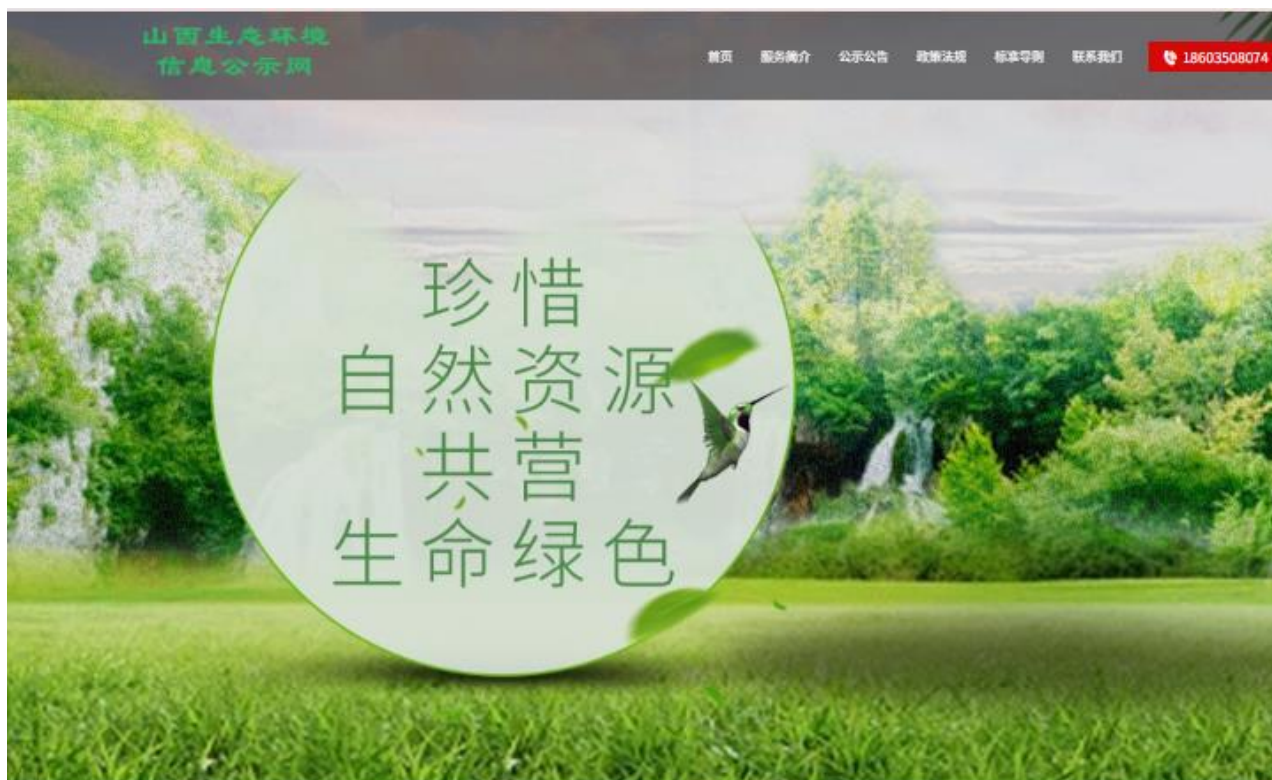 山西生态环境
信息公示网
首页 服务简介 公示公告 政策法规 标准导则 联系我们 18603508074
珍惜
自然资源
共营
生命绿色